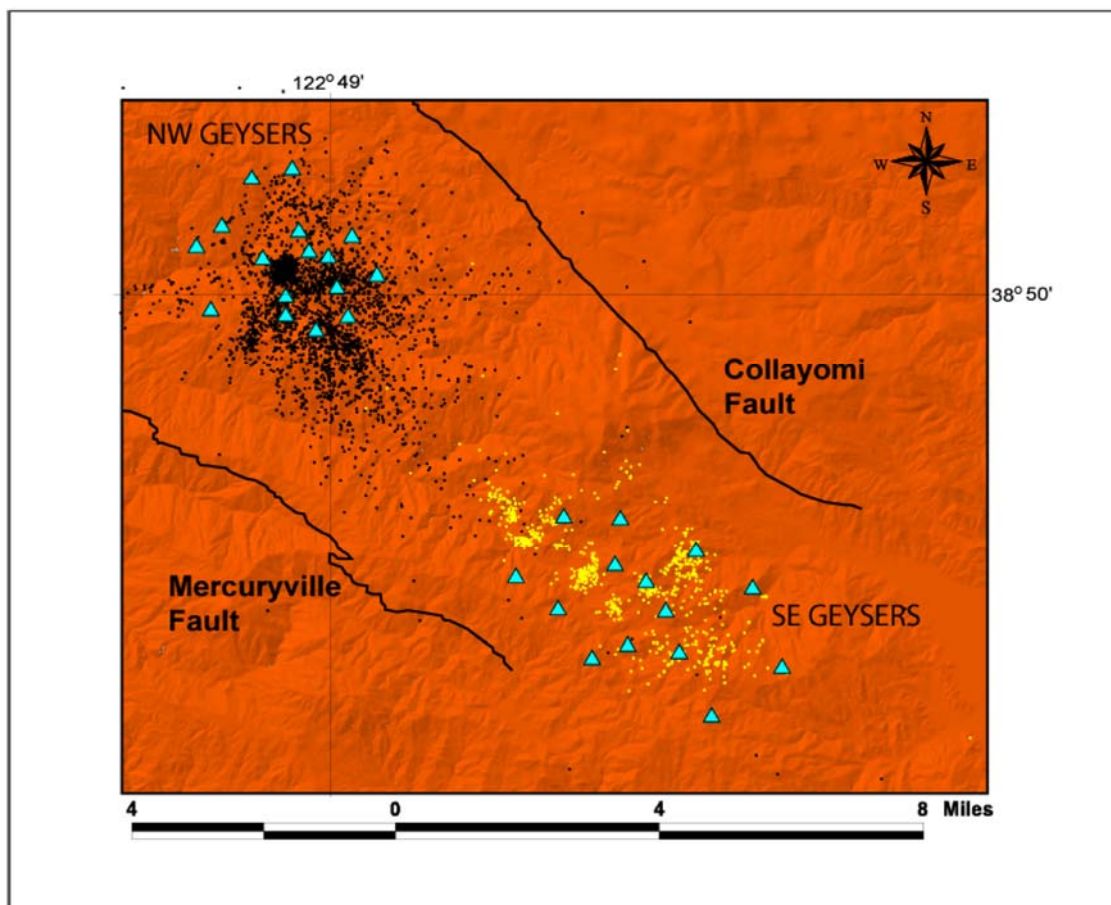 122° 49'
NW GEYSERS
N
W
E
S
38° 50'
Collayomi
Fault
Mercuryville
Fault
SE GEYSERS
4
0
4
8
Miles